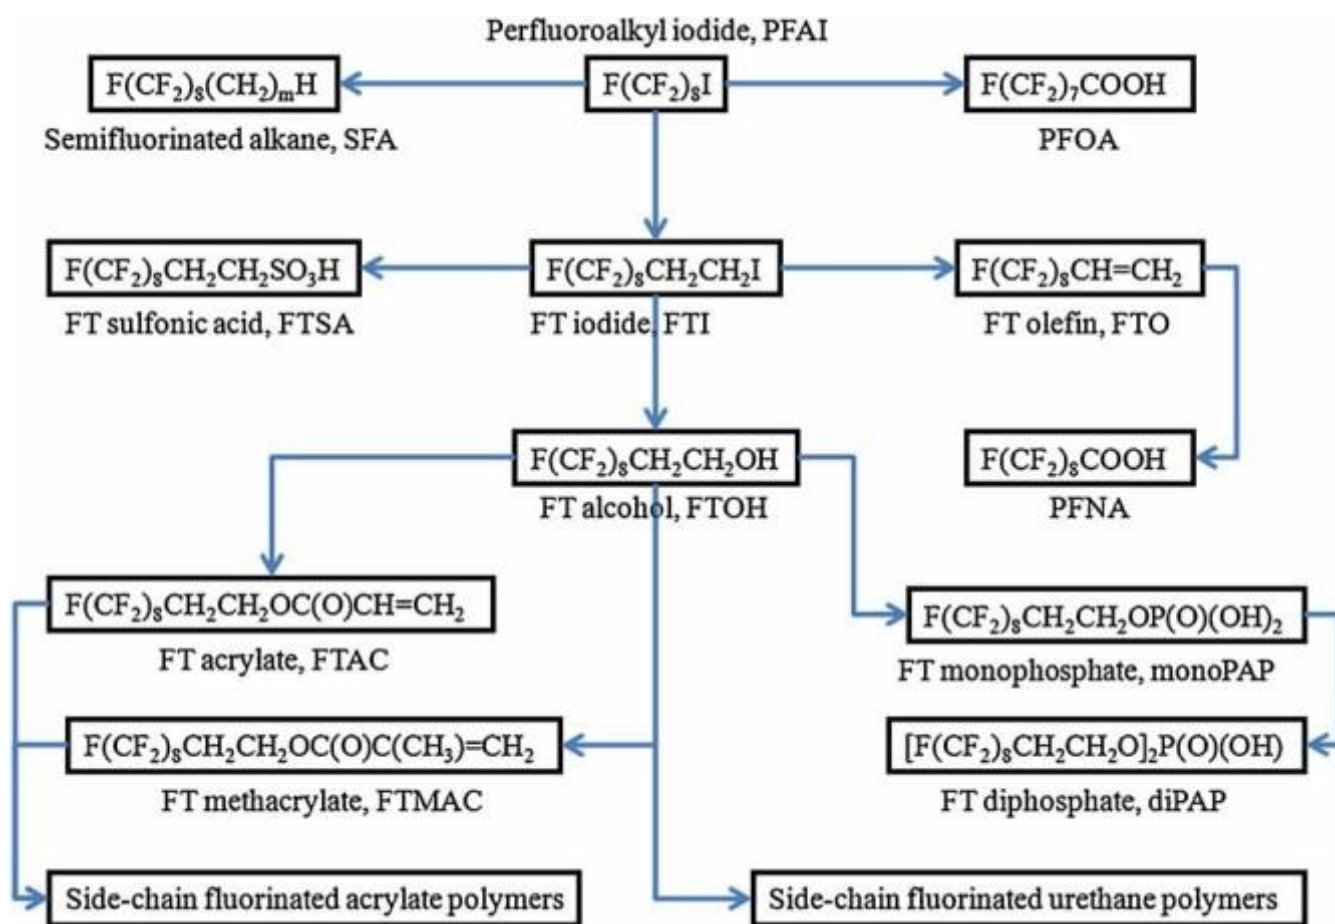 Perfluoroalkyl iodide, PFAI
F(CF₂)₈(CH₂)ₘH
F(CF₂)₈I
F(CF₂)₇COOH
Semifluorinated alkane, SFA
PFOA
F(CF₂)₈CH₂CH₂SO₃H
F(CF₂)₈CH₂CH₂I
F(CF₂)₈CH=CH₂
FT sulfonic acid, FTSA
FT iodide, FTI
FT olefin, FTO
F(CF₂)₈CH₂CH₂OH
F(CF₂)₈COOH
FT alcohol, FTOH
PFNA
F(CF₂)₈CH₂CH₂OC(O)CH=CH₂
F(CF₂)₈CH₂CH₂OP(O)(OH)₂
FT acrylate, FTAC
FT monophosphate, monoPAP
F(CF₂)₈CH₂CH₂OC(O)C(CH₃)=CH₂
[F(CF₂)₈CH₂CH₂O]₂P(O)(OH)
FT methacrylate, FTMAC
FT diphosphate, diPAP
Side-chain fluorinated acrylate polymers
Side-chain fluorinated urethane polymers